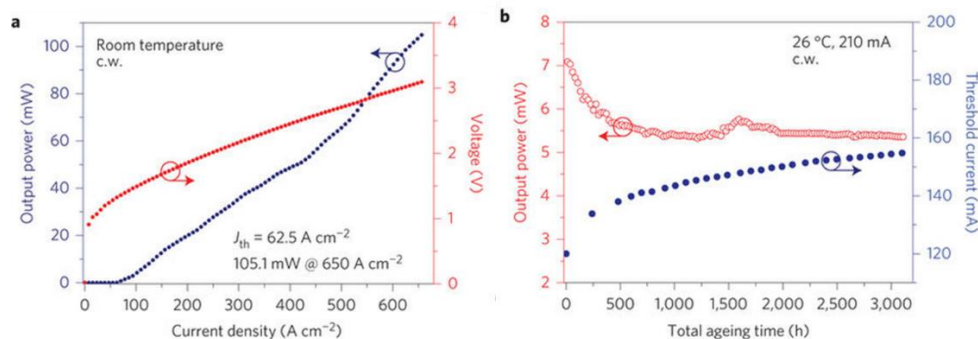 a
Room temperature
c.w.
J_th = 62.5 A cm⁻²
105.1 mW @ 650 A cm⁻²
Output power (mW)
0
20
40
60
80
100
Voltage (V)
0
1
2
3
4
0 100 200 300 400 500 600
Current density (A cm⁻²)
b
26 °C, 210 mA
c.w.
Output power (mW)
2
3
4
5
6
7
8
Threshold current (mA)
120
140
160
180
200
0 500 1,000 1,500 2,000 2,500 3,000
Total ageing time (h)